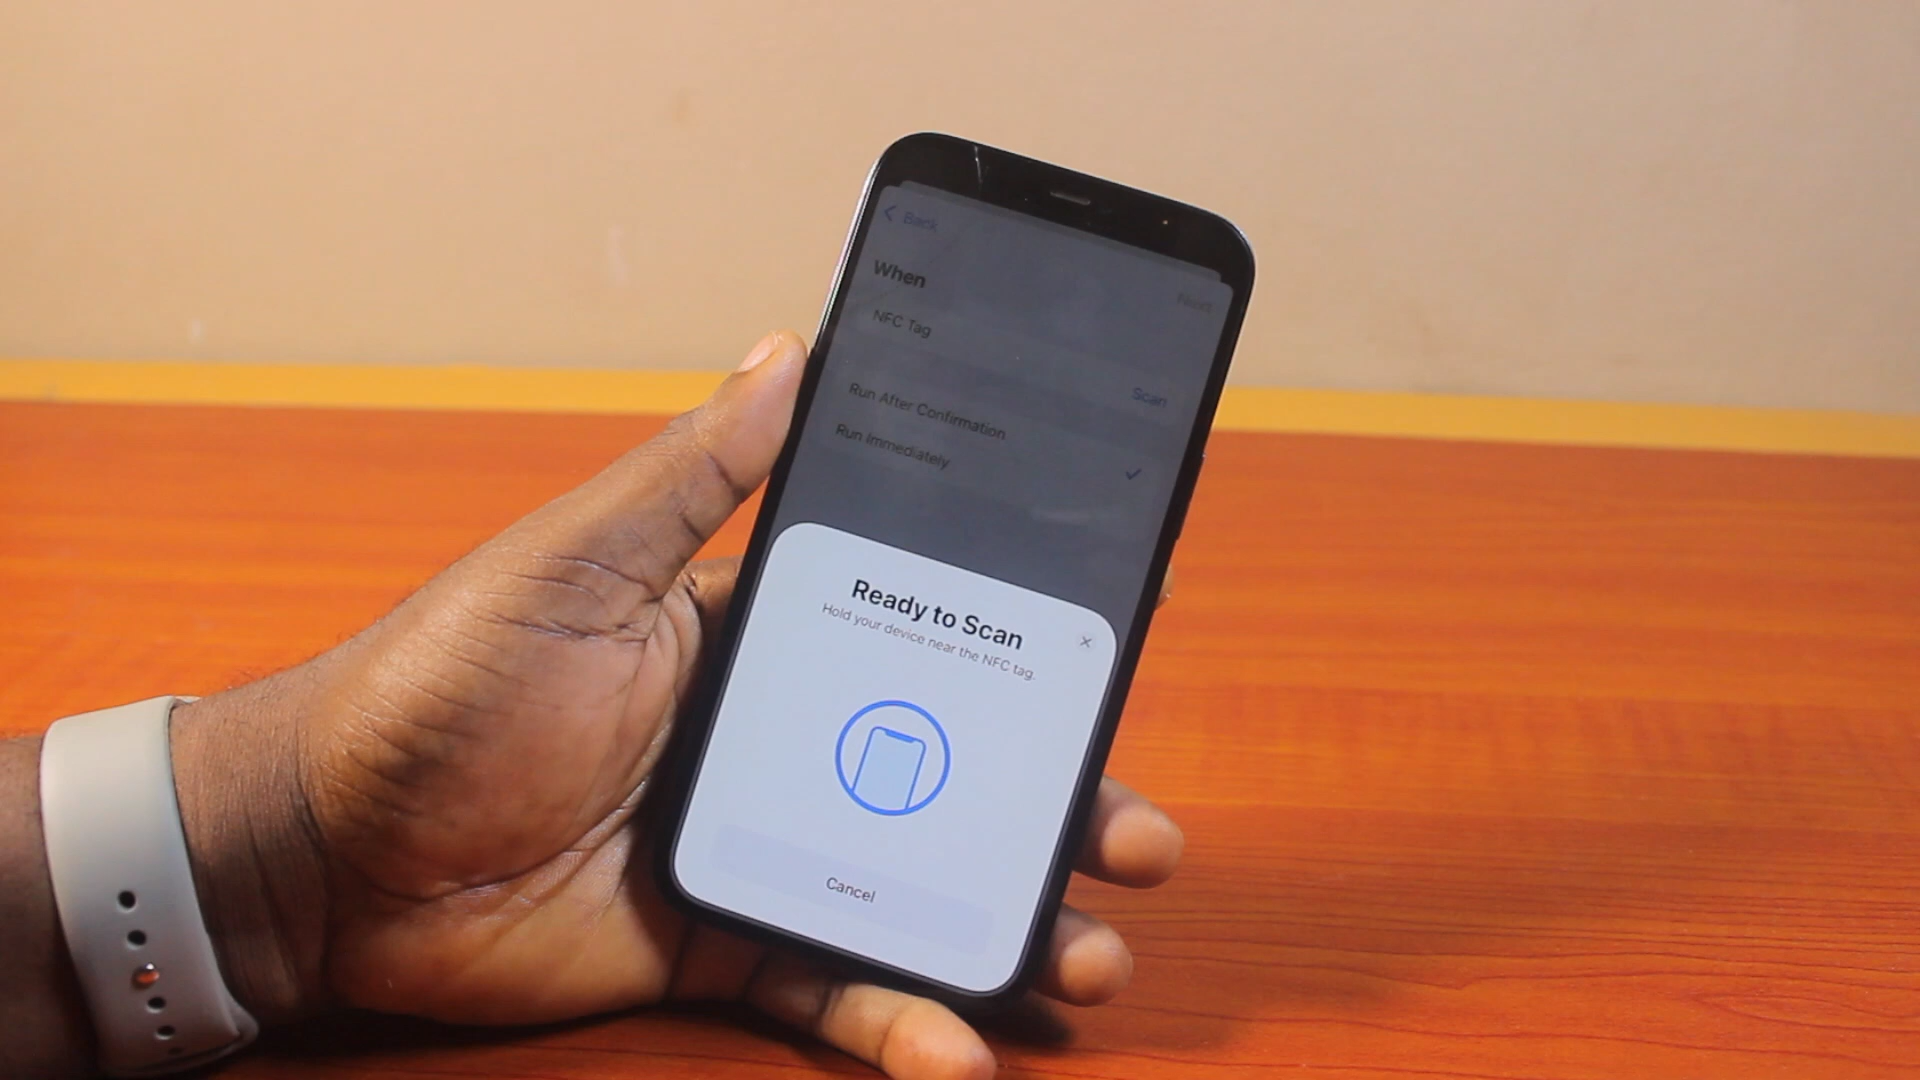 Back
Next
When
NFC Tag
Scan
Run After Confirmation
Run Immediately
Ready to Scan
Hold your device near the NFC tag.
Cancel